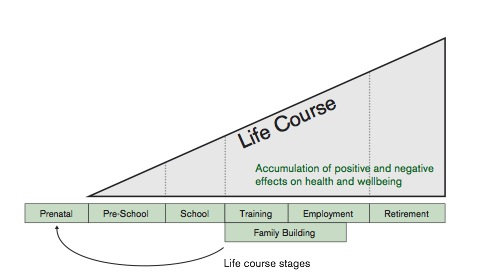 Life Course
Accumulation of positive and negative
effects on health and wellbeing
Prenatal
Pre-School
School
Training
Employment
Retirement
Family Building
Life course stages